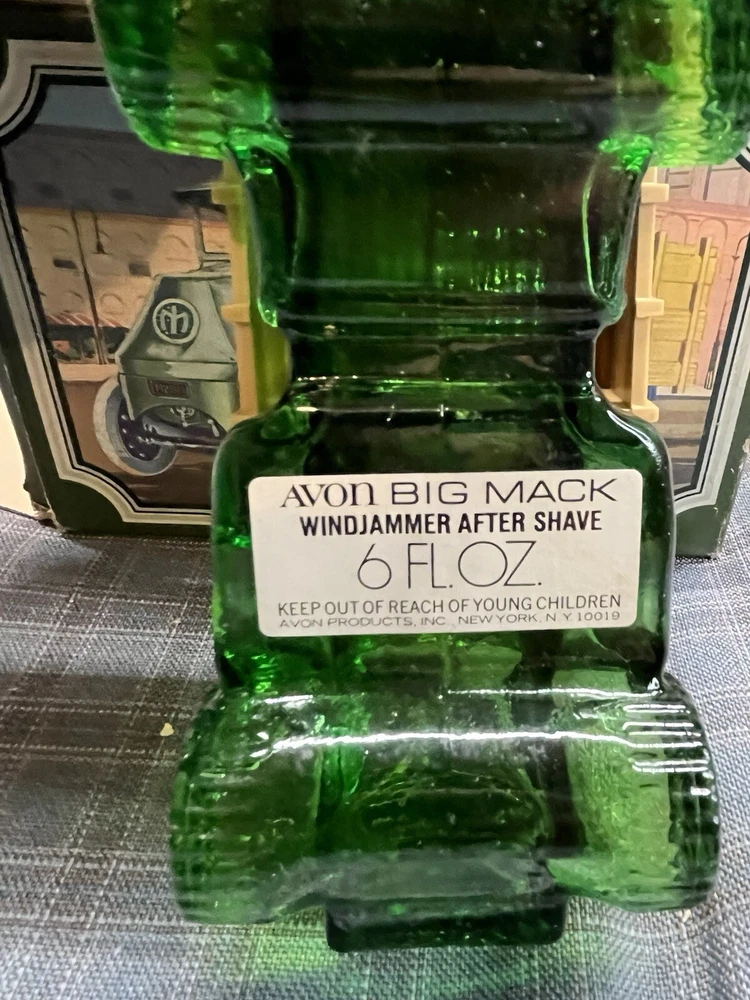 AVON BIG MACK
WINDJAMMER AFTER SHAVE
6 FL. OZ.
KEEP OUT OF REACH OF YOUNG CHILDREN
AVON PRODUCTS, INC., NEW YORK, N.Y. 10019